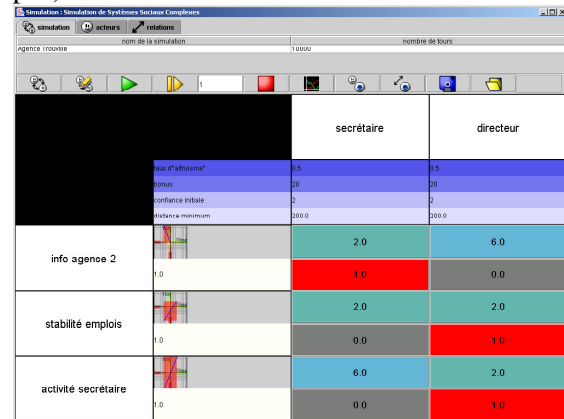 Simulation : Simulation de Systèmes Sociaux Complexes
simulation acteurs relations
nom de la simulation nombre de tours
Agence Trouville 10000
1
secrétaire directeur
taux d'"altruisme" 0.5 0.5
bonus 20 20
confiance initiale 2 2
distance minimum 200.0 200.0
info agence 2 2.0 6.0
1.0 1.0 0.0
stabilité emplois 2.0 2.0
1.0 0.0 1.0
activité secrétaire 6.0 2.0
1.0 0.0 1.0